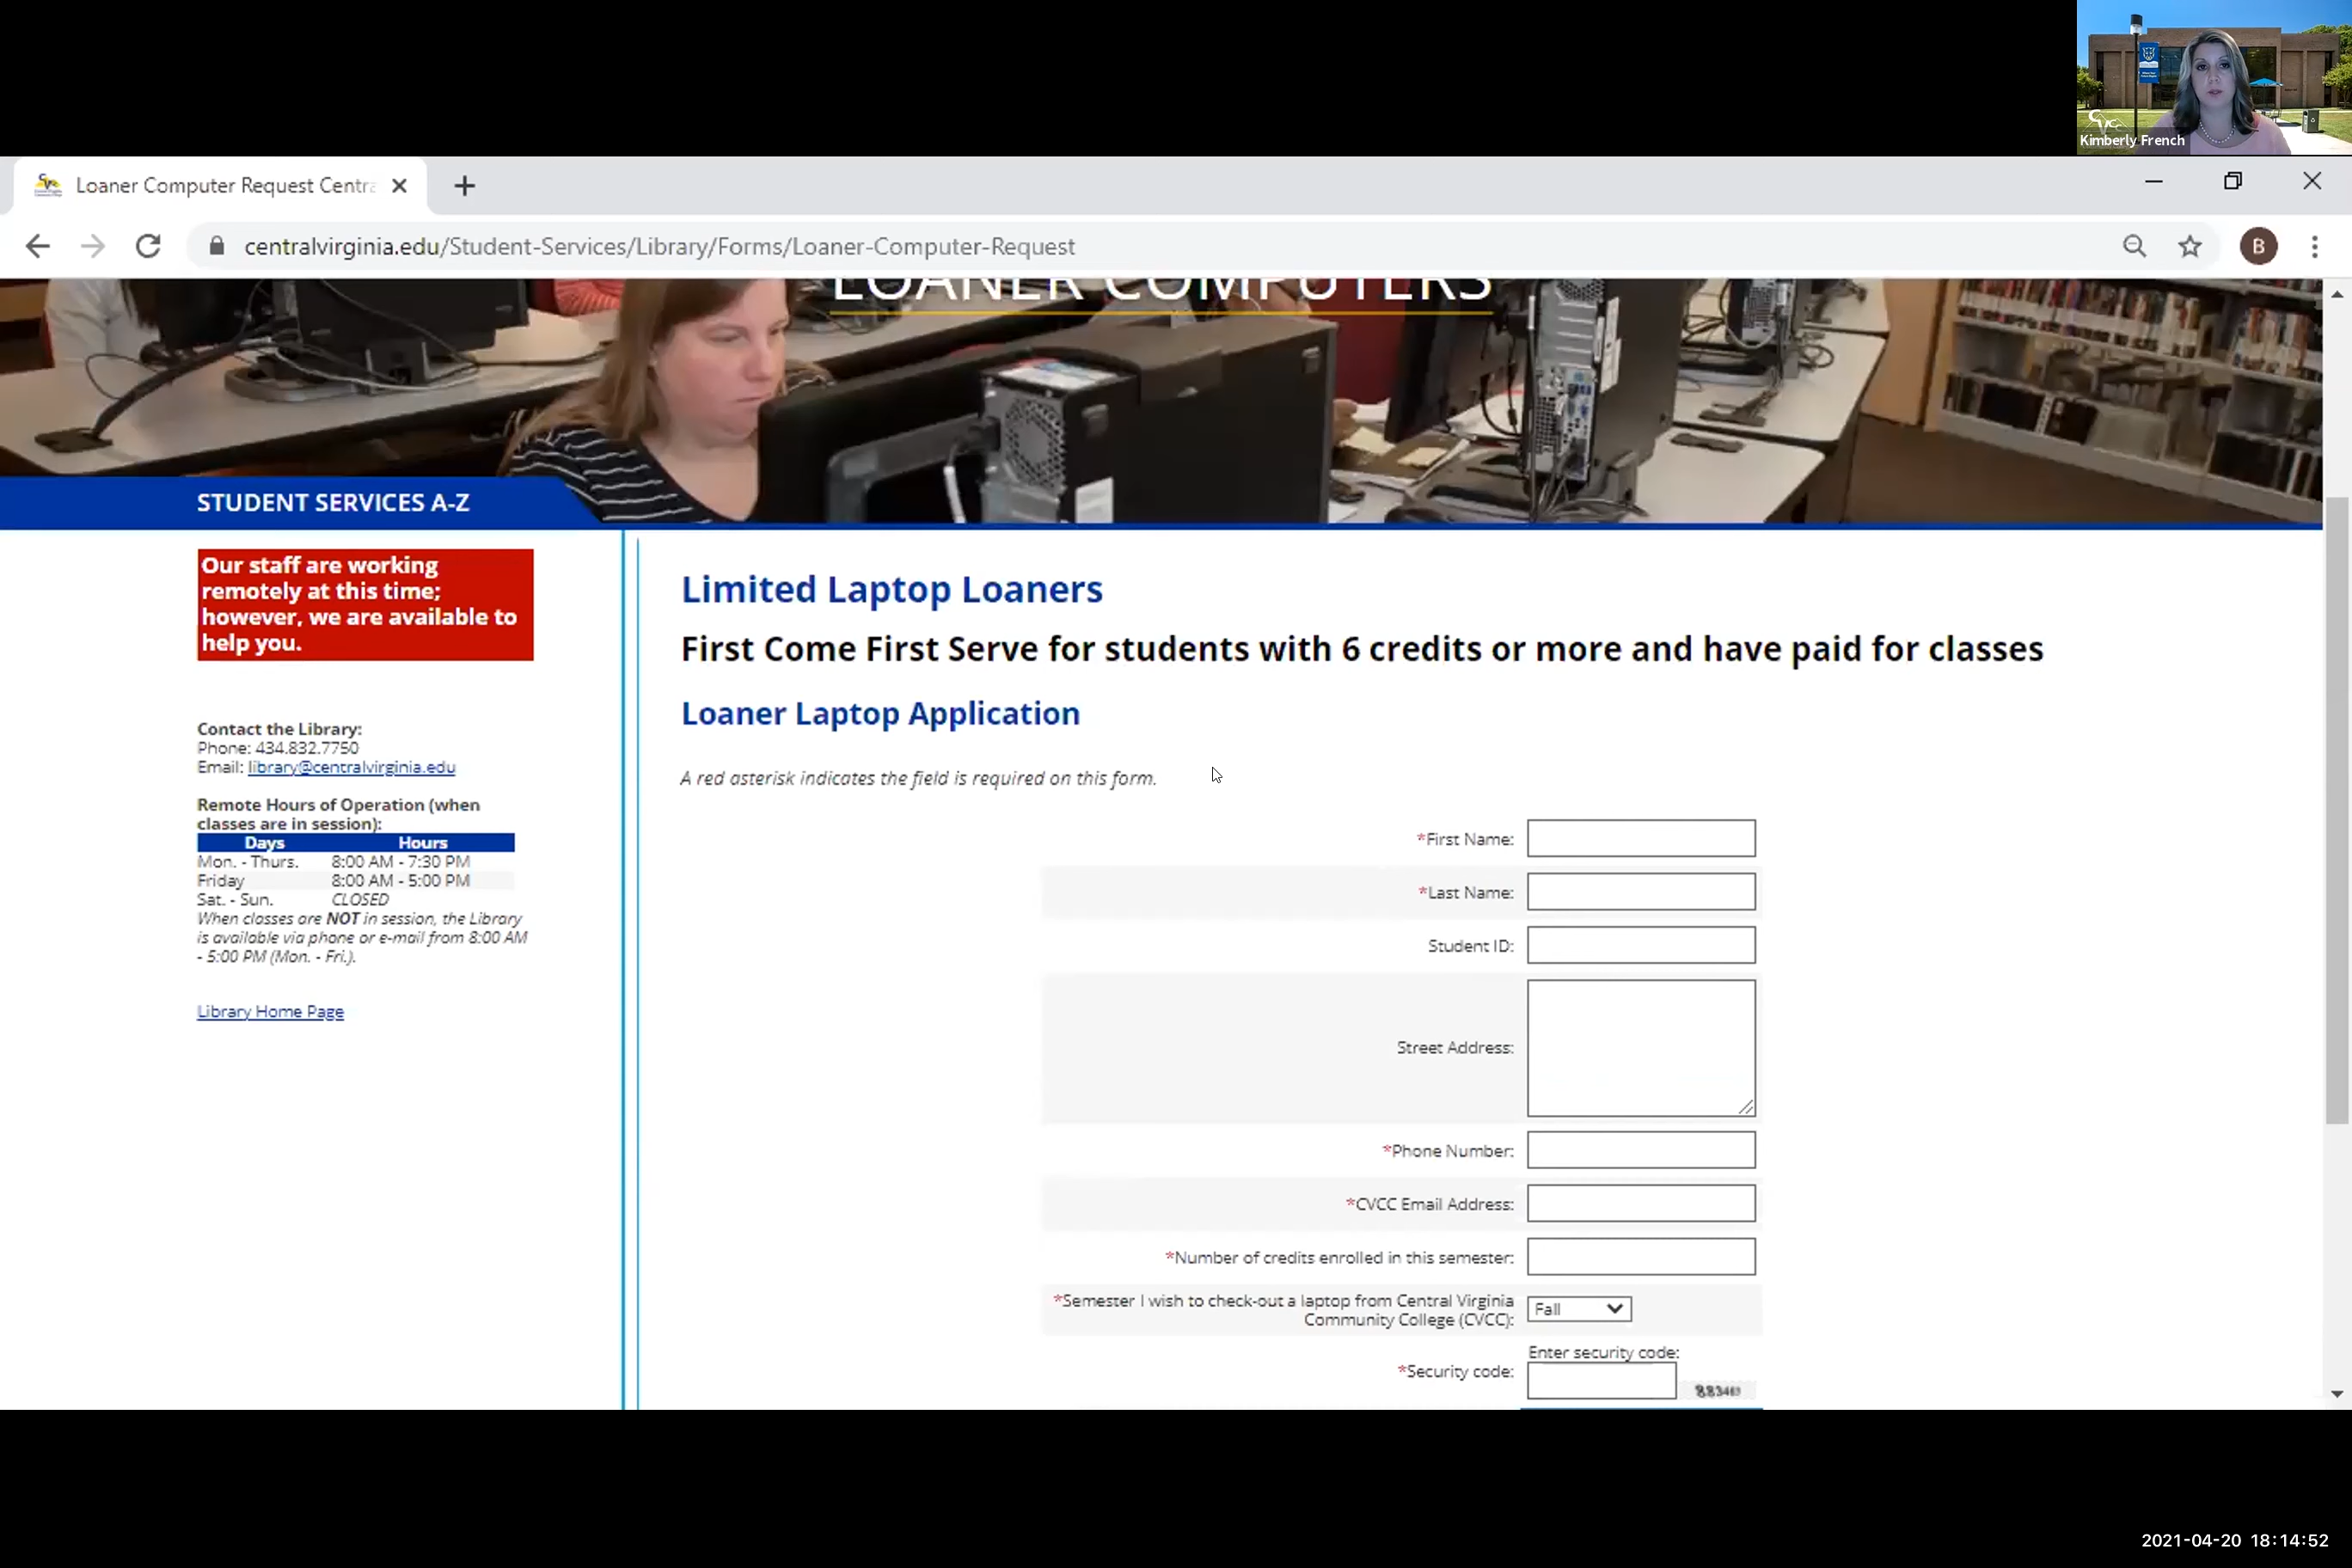 Kimberly French
Loaner Computer Request Centra
centralvirginia.edu/Student-Services/Library/Forms/Loaner-Computer-Request
B
LOANER COMPUTERS
STUDENT SERVICES A-Z
Our staff are working
remotely at this time;
however, we are available to
help you.
Contact the Library:
Phone: 434.832.7750
Email: library@centralvirginia.edu
Remote Hours of Operation (when
classes are in session):
Days Hours
Mon. - Thurs. 8:00 AM - 7:30 PM
Friday 8:00 AM - 5:00 PM
Sat. - Sun. CLOSED
When classes are NOT in session, the Library
is available via phone or e-mail from 8:00 AM
- 5:00 PM (Mon. - Fri.).
Library Home Page
Limited Laptop Loaners
First Come First Serve for students with 6 credits or more and have paid for classes
Loaner Laptop Application
A red asterisk indicates the field is required on this form.
*First Name:
*Last Name:
Student ID:
Street Address:
*Phone Number:
*CVCC Email Address:
*Number of credits enrolled in this semester:
*Semester I wish to check-out a laptop from Central Virginia
Community College (CVCC):
Fall
Enter security code:
*Security code:
2021-04-20 18:14:52